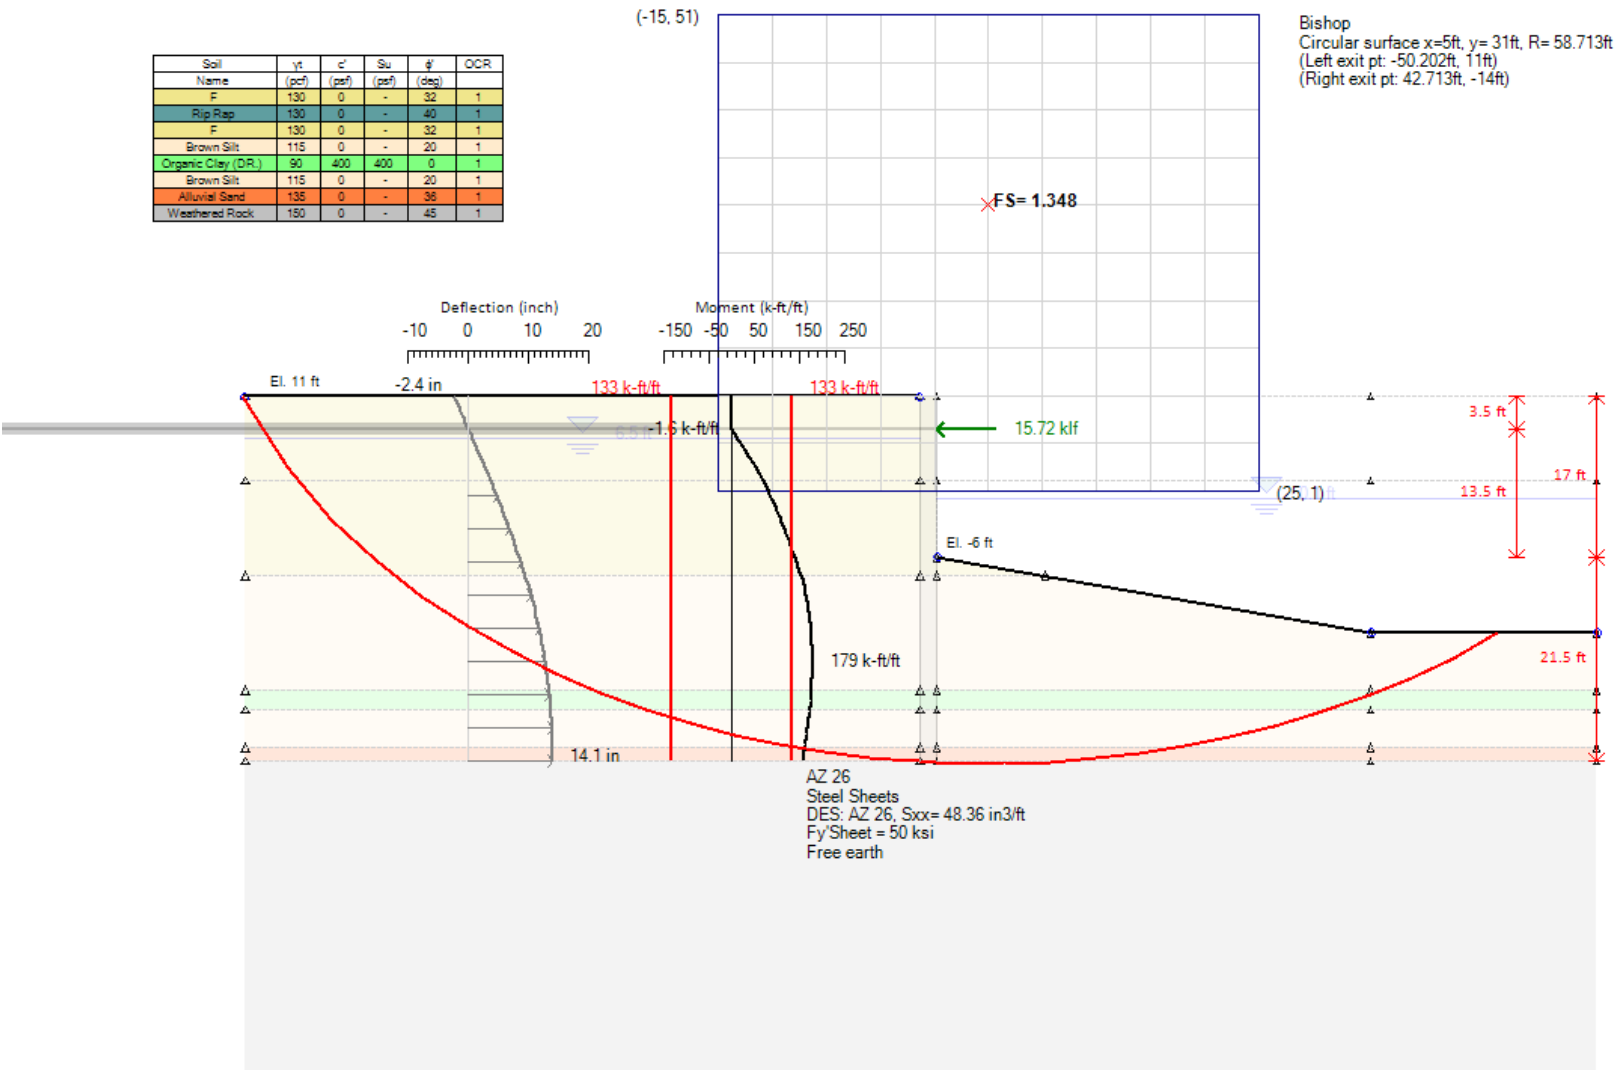 (-15, 51)
Bishop
Circular surface x=5ft, y= 31ft, R= 58.713ft
(Left exit pt: -50.202ft, 11ft)
(Right exit pt: 42.713ft, -14ft)
Soil γt c' Su ϕ' OCR
Name (pcf) (psf) (psf) (deg)
F 130 0 - 32 1
Rip Rap 130 0 - 40 1
F 130 0 - 32 1
Brown Silt 115 0 - 20 1
Organic Clay (DR.) 90 400 400 0 1
Brown Silt 115 0 - 20 1
Alluvial Sand 135 0 - 36 1
Weathered Rock 150 0 - 45 1
FS= 1.348
Deflection (inch) Moment (k-ft/ft)
-10 0 10 20 -150 -50 50 150 250
El. 11 ft -2.4 in 133 k-ft/ft 133 k-ft/ft
3.5 ft
6.5 ft -1.6 k-ft/ft 15.72 klf
17 ft
13.5 ft
(25, 1)
El. -6 ft
179 k-ft/ft 21.5 ft
14.1 in
AZ 26
Steel Sheets
DES: AZ 26, Sxx= 48.36 in3/ft
Fy'Sheet = 50 ksi
Free earth